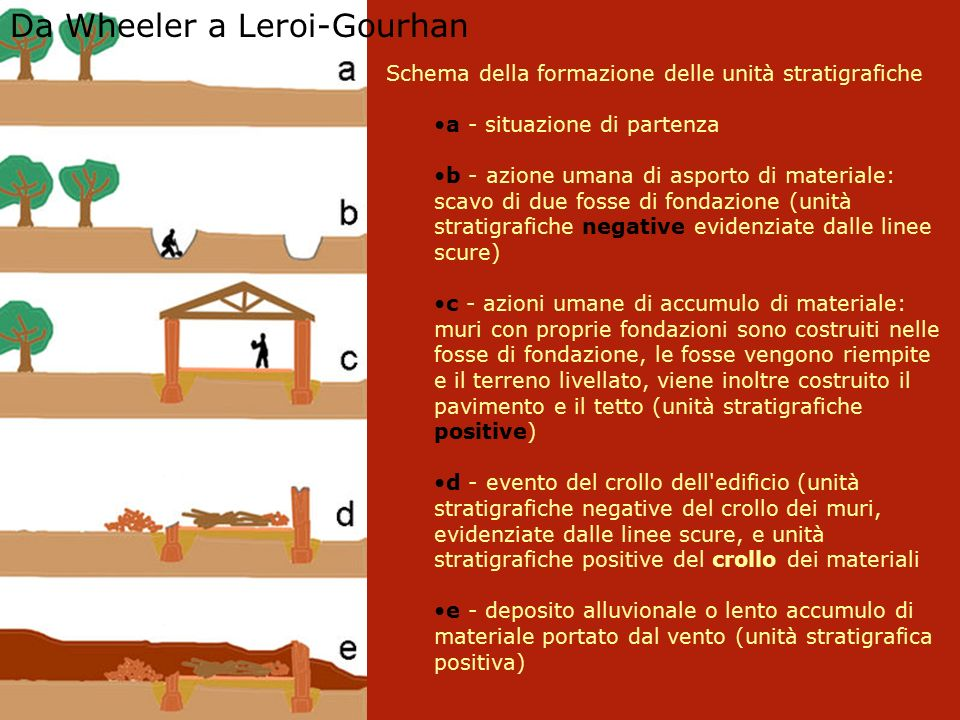 Da Wheeler a Leroi-Gourhan
a
b
c
d
e
Schema della formazione delle unità stratigrafiche
•a - situazione di partenza
•b - azione umana di asporto di materiale:
scavo di due fosse di fondazione (unità
stratigrafiche negative evidenziate dalle linee
scure)
•c - azioni umane di accumulo di materiale:
muri con proprie fondazioni sono costruiti nelle
fosse di fondazione, le fosse vengono riempite
e il terreno livellato, viene inoltre costruito il
pavimento e il tetto (unità stratigrafiche
positive)
•d - evento del crollo dell'edificio (unità
stratigrafiche negative del crollo dei muri,
evidenziate dalle linee scure, e unità
stratigrafiche positive del crollo dei materiali
•e - deposito alluvionale o lento accumulo di
materiale portato dal vento (unità stratigrafica
positiva)